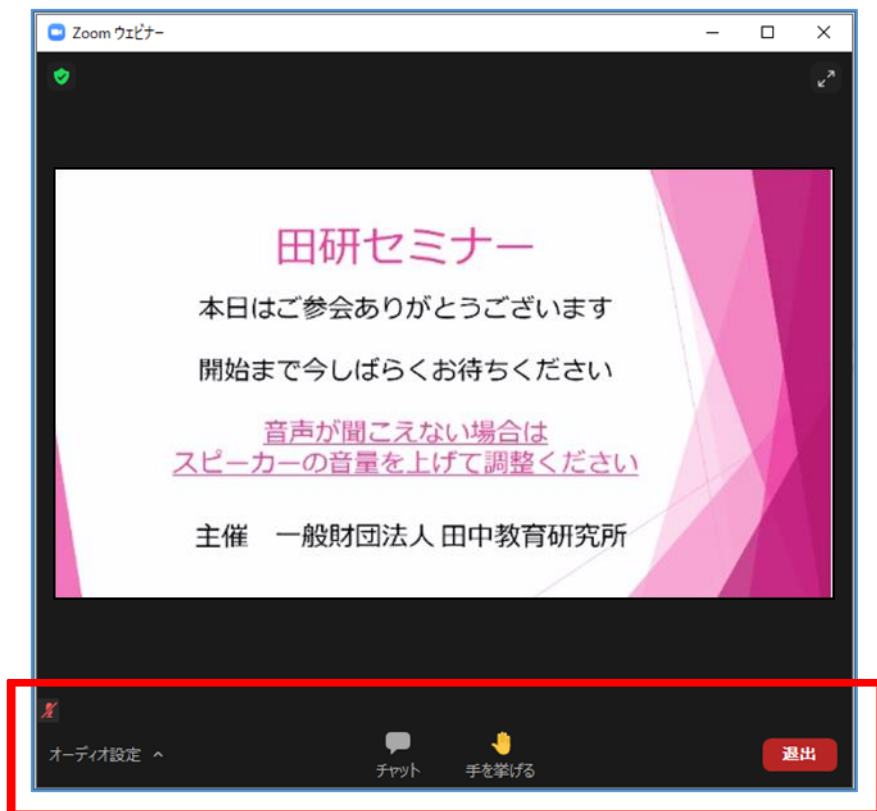 Zoom ウェビナー
田研セミナー
本日はご参会ありがとうございます
開始まで今しばらくお待ちください
音声が聞こえない場合は
スピーカーの音量を上げて調整ください
主催　一般財団法人 田中教育研究所
オーディオ設定
チャット
手を挙げる
退出